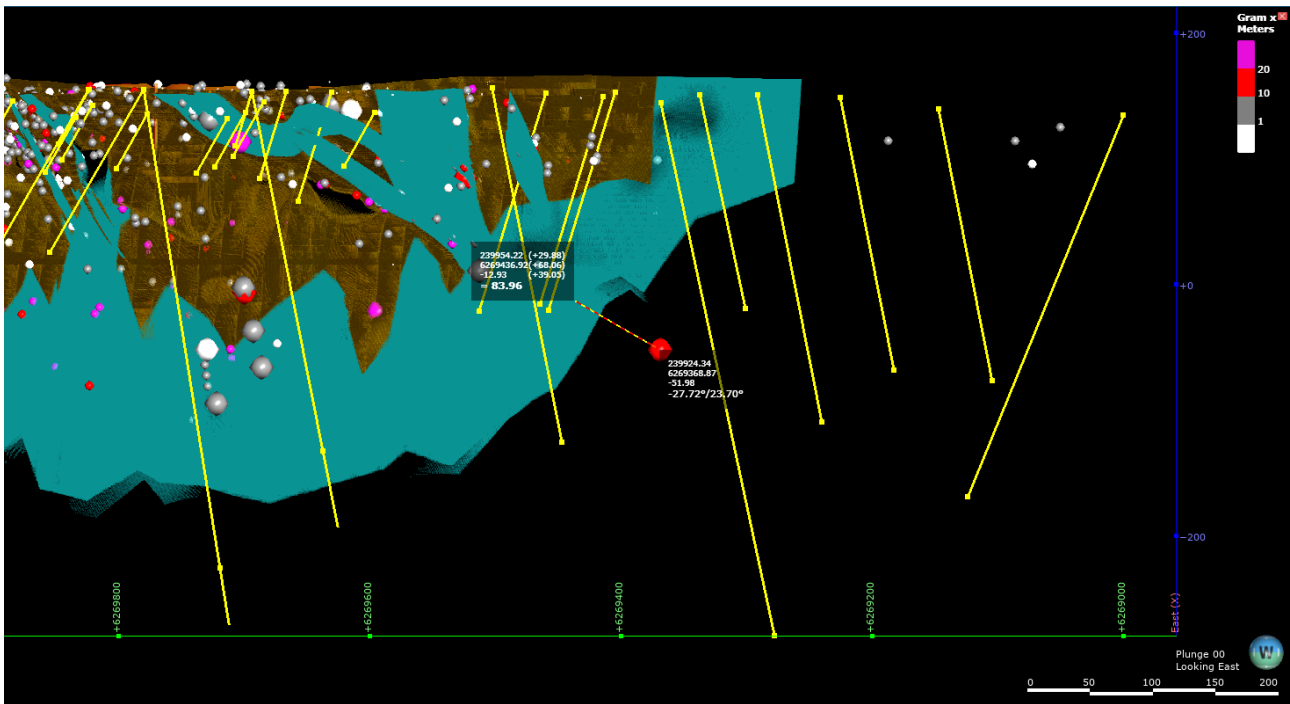 Gram x
Meters
20
10
1
+200
239954.22 (+29.88)
6269436.92(+68.06)
-12.93 (+39.05)
= 83.96
+0
239924.34
6269368.87
-51.98
-27.72°/23.70°
-200
+6269800
+6269600
+6269400
+6269200
+6269000
East (X)
Plunge 00
Looking East
W
0 50 100 150 200